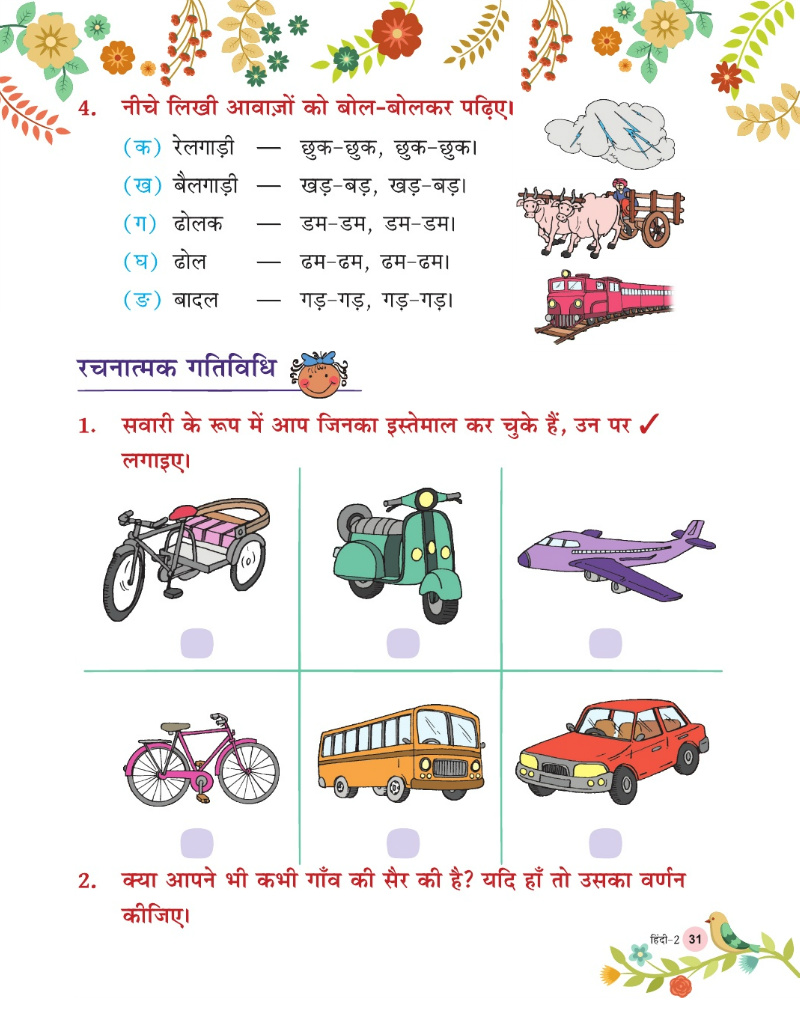 4. नीचे लिखी आवाज़ों को बोल-बोलकर पढ़िए।
(क) रेलगाड़ी — छुक-छुक, छुक-छुक।
(ख) बैलगाड़ी — खड़-बड़, खड़-बड़।
(ग) ढोलक — डम-डम, डम-डम।
(घ) ढोल — ढम-ढम, ढम-ढम।
(ङ) बादल — गड़-गड़, गड़-गड़।
रचनात्मक गतिविधि
1. सवारी के रूप में आप जिनका इस्तेमाल कर चुके हैं, उन पर ✓
लगाइए।
2. क्या आपने भी कभी गाँव की सैर की है? यदि हाँ तो उसका वर्णन
कीजिए।
हिंदी-2 31